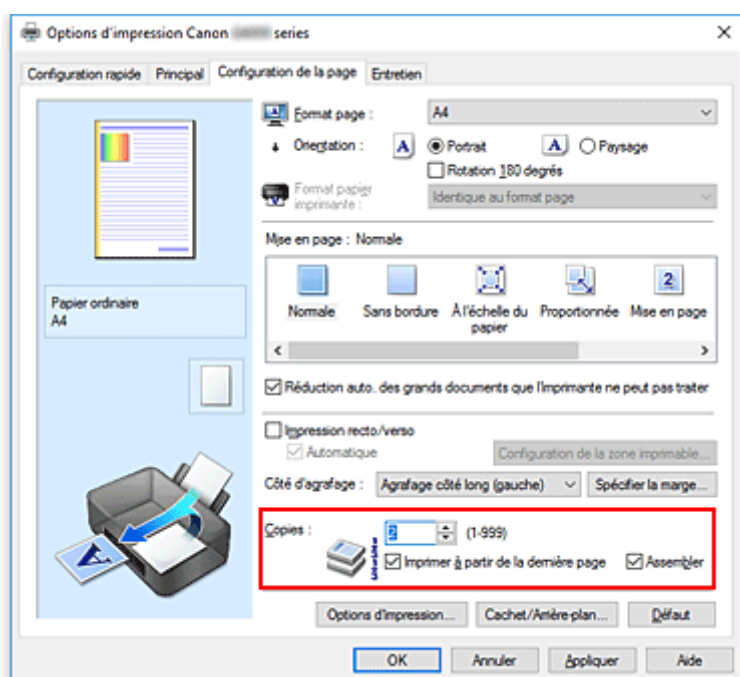 Options d'impression Canon series
Configuration rapide Principal Configuration de la page Entretien
Format page : A4
Orientation : A Portrait A Paysage
Rotation 180 degrés
Format papier imprimante : Identique au format page
Mise en page : Normale
2
Normale Sans bordure À l'échelle du papier Proportionnée Mise en page
Papier ordinaire
A4
Réduction auto. des grands documents que l'imprimante ne peut pas traiter
Impression recto/verso
Automatique Configuration de la zone imprimable...
Côté d'agrafage : Agrafage côté long (gauche) Spécifier la marge...
Copies : 2 (1-999)
Imprimer à partir de la dernière page Assembler
A
Options d'impression... Cachet/Arrière-plan... Défaut
OK Annuler Appliquer Aide